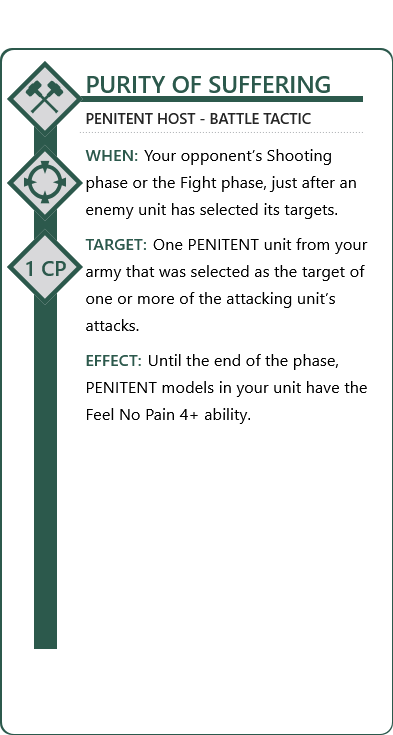 PURITY OF SUFFERING
PENITENT HOST - BATTLE TACTIC
WHEN: Your opponent's Shooting
phase or the Fight phase, just after an
enemy unit has selected its targets.
1 CP
TARGET: One PENITENT unit from your
army that was selected as the target of
one or more of the attacking unit's
attacks.
EFFECT: Until the end of the phase,
PENITENT models in your unit have the
Feel No Pain 4+ ability.